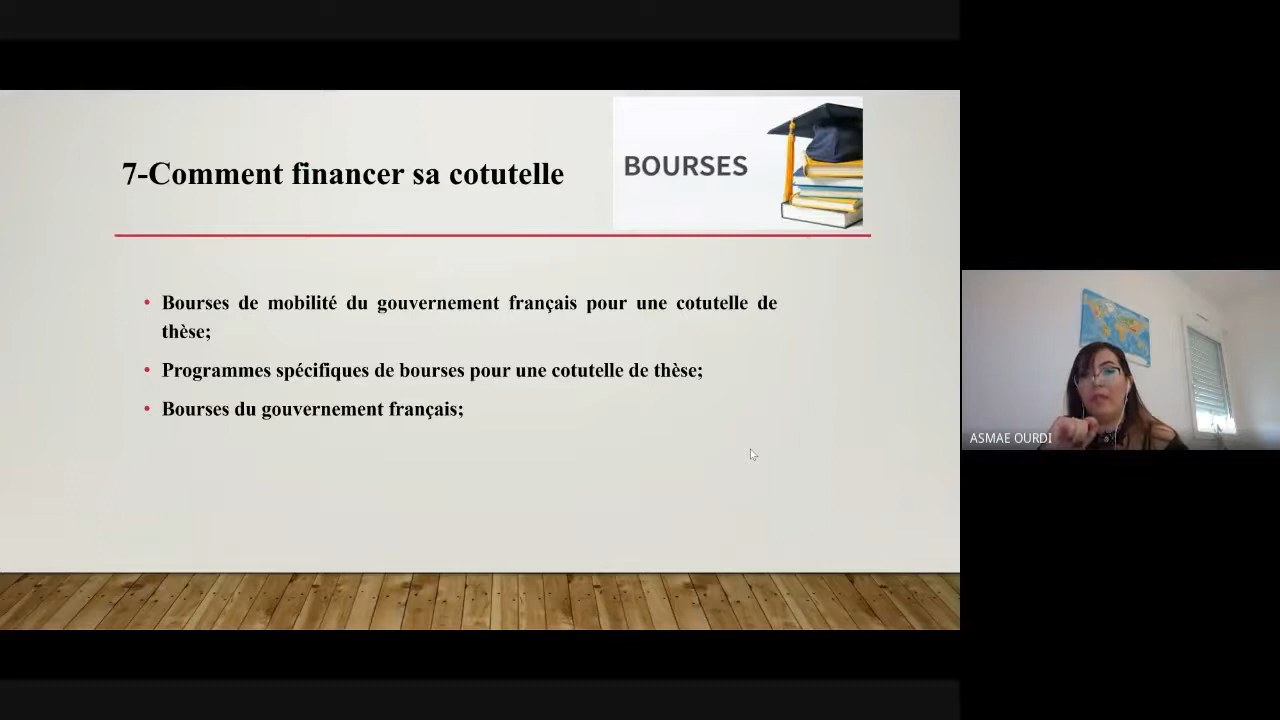 7-Comment financer sa cotutelle
BOURSES
• Bourses de mobilité du gouvernement français pour une cotutelle de
thèse;
• Programmes spécifiques de bourses pour une cotutelle de thèse;
• Bourses du gouvernement français;
ASMAE OURDI